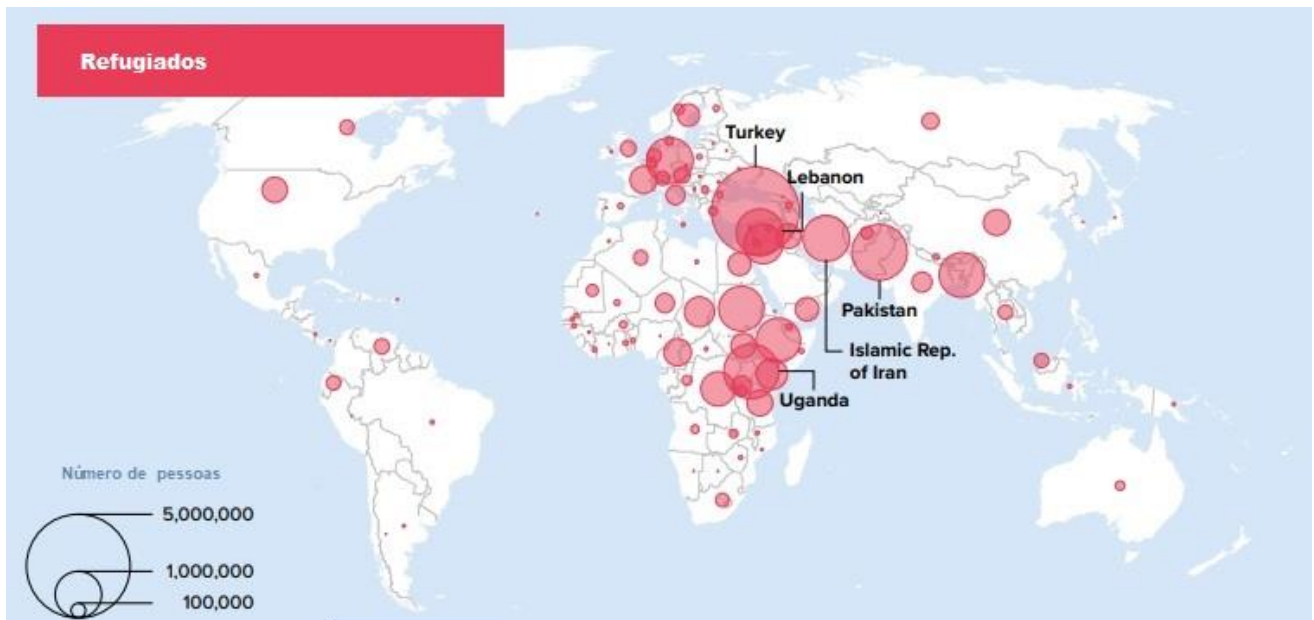 Refugiados
Turkey
Lebanon
Pakistan
Islamic Rep.
of Iran
Uganda
Número de pessoas
5,000,000
1,000,000
100,000